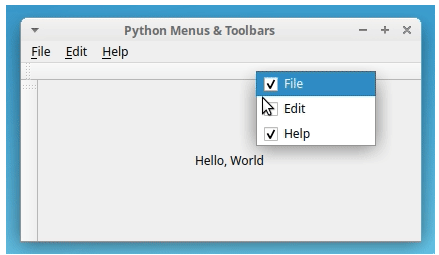 Python Menus & Toolbars
File Edit Help
File
Edit
Help
Hello, World